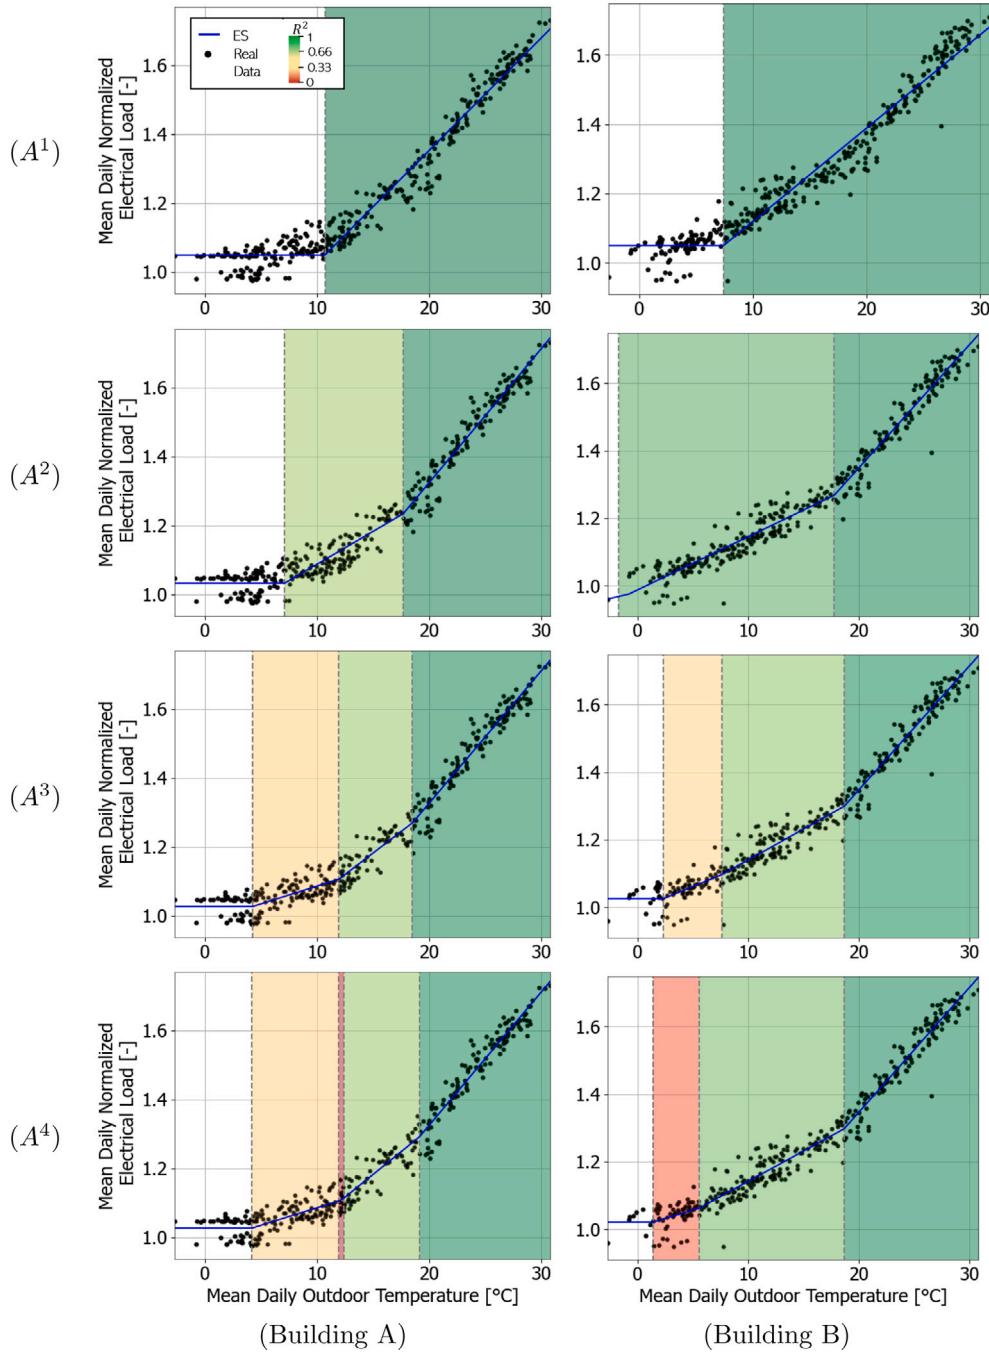 ES
Real
Data
R²
1
0.66
0.33
0
(A¹)
Mean Daily Normalized
Electrical Load [-]
1.6
1.4
1.2
1.0
0 10 20 30
1.6
1.4
1.2
1.0
0 10 20 30
(A²)
Mean Daily Normalized
Electrical Load [-]
1.6
1.4
1.2
1.0
0 10 20 30
1.6
1.4
1.2
1.0
0 10 20 30
(A³)
Mean Daily Normalized
Electrical Load [-]
1.6
1.4
1.2
1.0
0 10 20 30
1.6
1.4
1.2
1.0
0 10 20 30
(A⁴)
Mean Daily Normalized
Electrical Load [-]
1.6
1.4
1.2
1.0
0 10 20 30
Mean Daily Outdoor Temperature [°C]
(Building A)
1.6
1.4
1.2
1.0
0 10 20 30
Mean Daily Outdoor Temperature [°C]
(Building B)